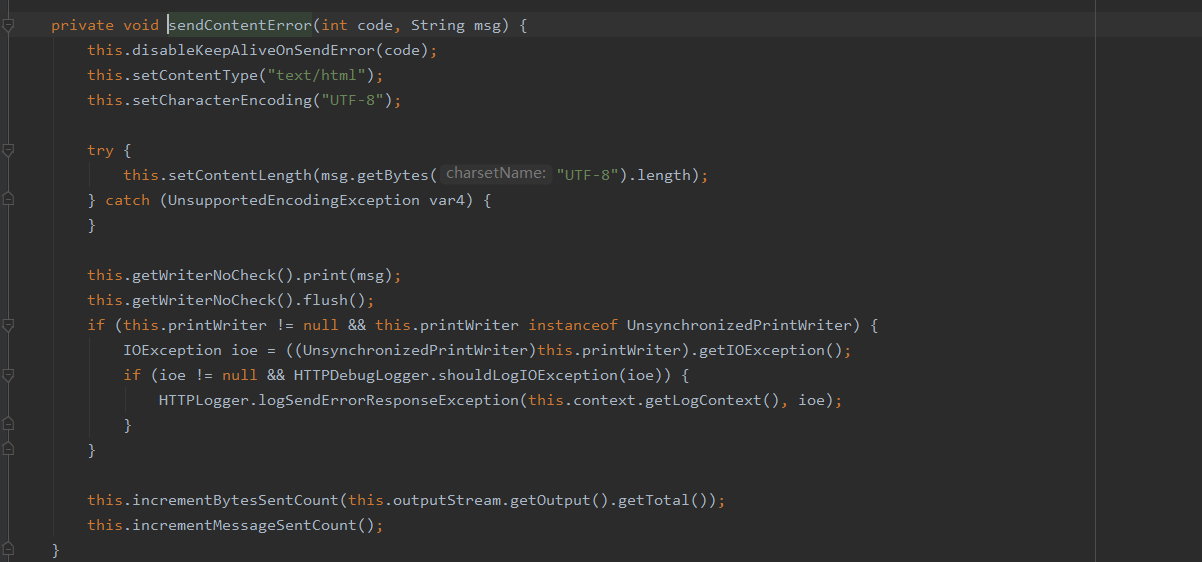 private void sendContentError(int code, String msg) {
this.disableKeepAliveOnSendError(code);
this.setContentType("text/html");
this.setCharacterEncoding("UTF-8");
try {
this.setContentLength(msg.getBytes( charsetName: "UTF-8").length);
} catch (UnsupportedEncodingException var4) {
}
this.getWriterNoCheck().print(msg);
this.getWriterNoCheck().flush();
if (this.printWriter != null && this.printWriter instanceof UnsynchronizedPrintWriter) {
IOException ioe = ((UnsynchronizedPrintWriter)this.printWriter).getIOException();
if (ioe != null && HTTPDebugLogger.shouldLogIOException(ioe)) {
HTTPLogger.logSendErrorResponseException(this.context.getLogContext(), ioe);
}
}
this.incrementBytesSentCount(this.outputStream.getOutput().getTotal());
this.incrementMessageSentCount();
}